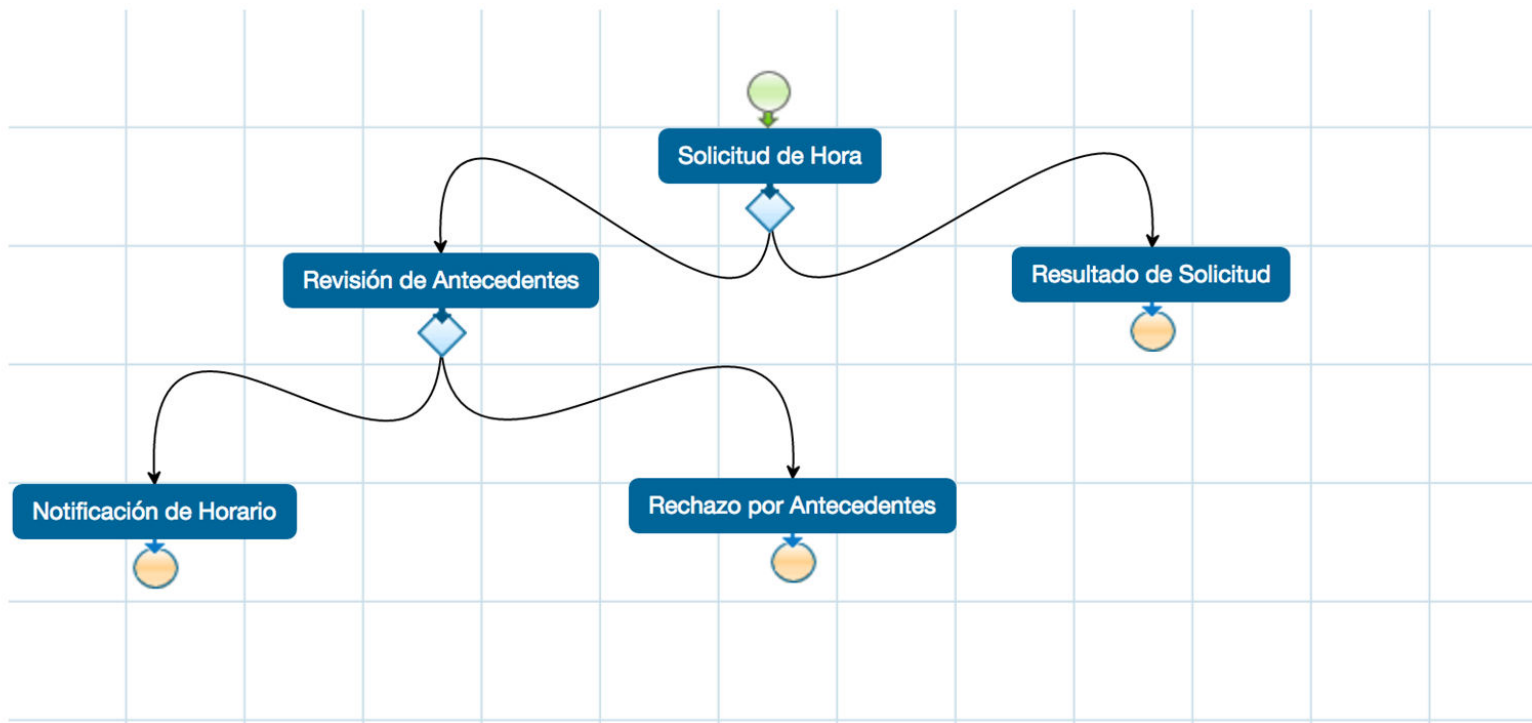 Solicitud de Hora
Revisión de Antecedentes
Resultado de Solicitud
Notificación de Horario
Rechazo por Antecedentes